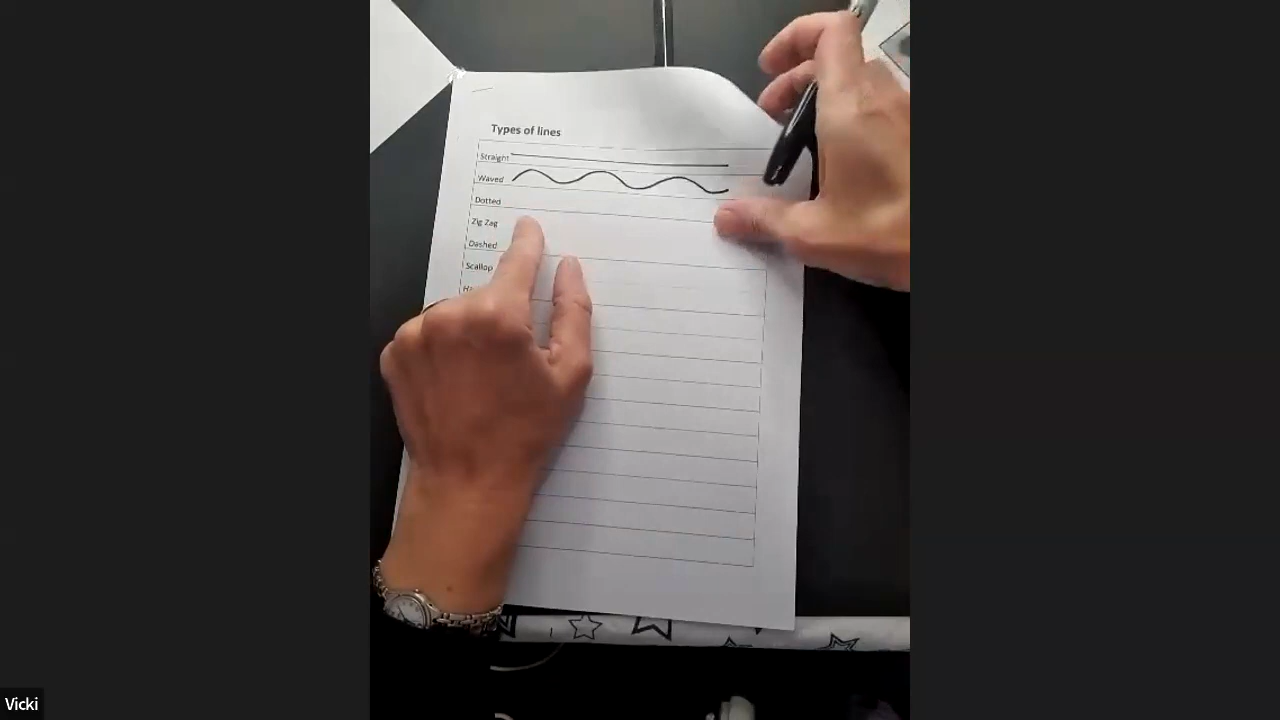 Types of lines
Straight
Waved
Dotted
Zig Zag
Dashed
Scallop
Vicki